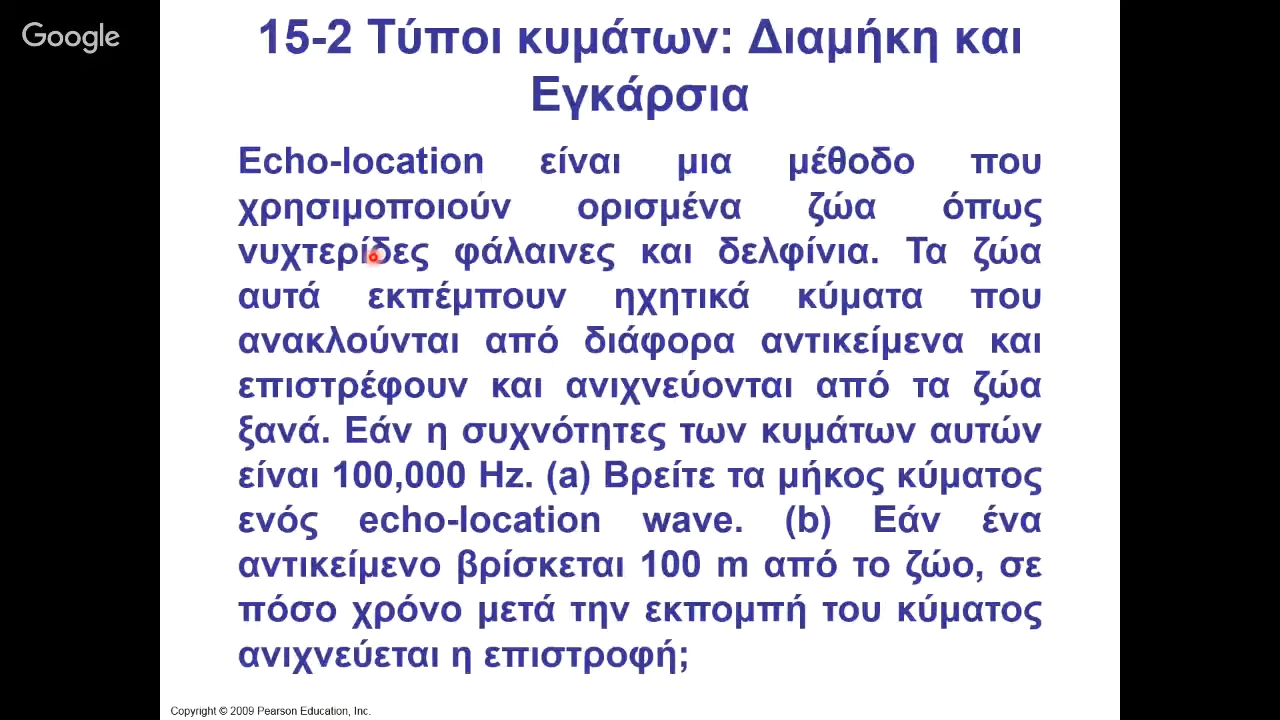 Google
15-2 Τύποι κυμάτων: Διαμήκη και
Εγκάρσια
Echo-location είναι μια μέθοδο που
χρησιμοποιούν ορισμένα ζώα όπως
νυχτερίδες φάλαινες και δελφίνια. Τα ζώα
αυτά εκπέμπουν ηχητικά κύματα που
ανακλούνται από διάφορα αντικείμενα και
επιστρέφουν και ανιχνεύονται από τα ζώα
ξανά. Εάν η συχνότητες των κυμάτων αυτών
είναι 100,000 Hz. (a) Βρείτε τα μήκος κύματος
ενός echo-location wave. (b) Εάν ένα
αντικείμενο βρίσκεται 100 m από το ζώο, σε
πόσο χρόνο μετά την εκπομπή του κύματος
ανιχνεύεται η επιστροφή;
Copyright © 2009 Pearson Education, Inc.